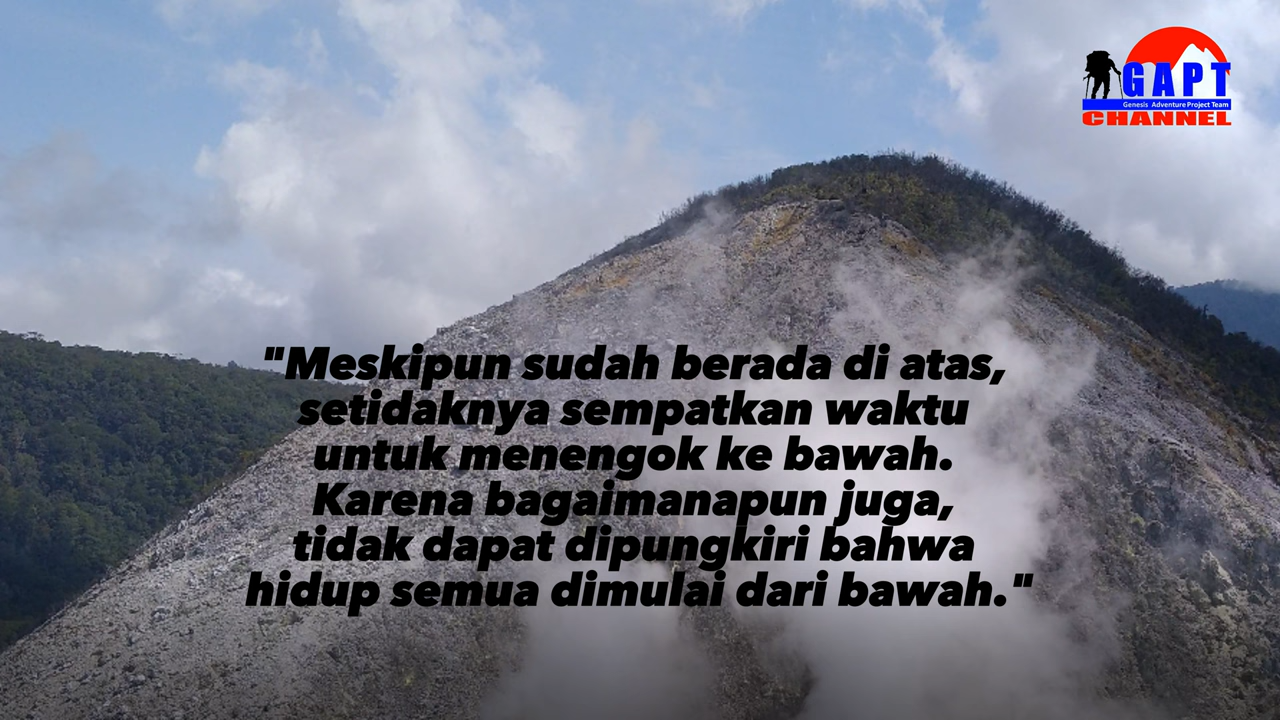 GAPT
Genesis Adventure Project Team
CHANNEL
"Meskipun sudah berada di atas,
setidaknya sempatkan waktu
untuk menengok ke bawah.
Karena bagaimanapun juga,
tidak dapat dipungkiri bahwa
hidup semua dimulai dari bawah."